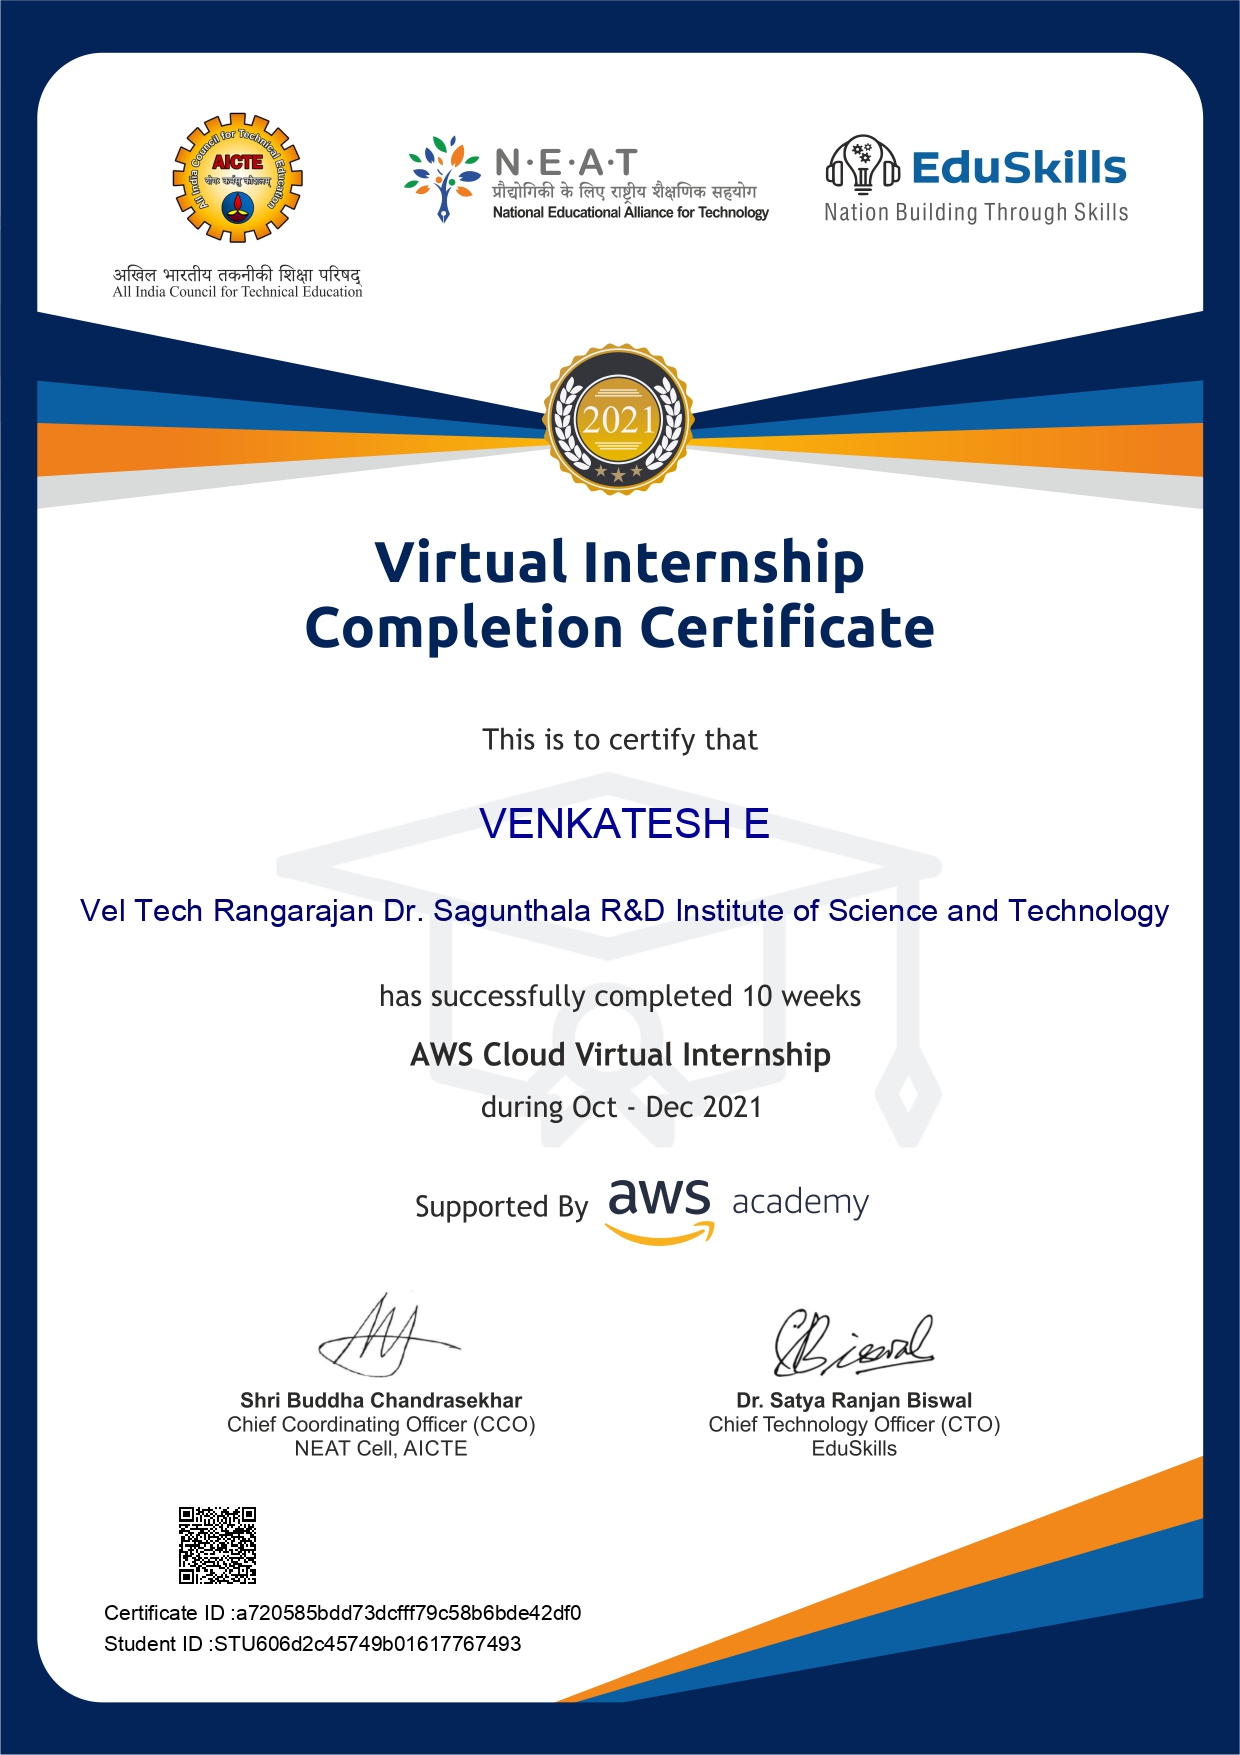 All India Council for Technical Education
AICTE
योगः कर्मसु कौशलम्
अखिल भारतीय तकनीकी शिक्षा परिषद्
All India Council for Technical Education
N·E·A·T
प्रौद्योगिकी के लिए राष्ट्रीय शैक्षणिक सहयोग
National Educational Alliance for Technology
EduSkills
Nation Building Through Skills
2021
Virtual Internship
Completion Certificate
This is to certify that
VENKATESH E
Vel Tech Rangarajan Dr. Sagunthala R&D Institute of Science and Technology
has successfully completed 10 weeks
AWS Cloud Virtual Internship
during Oct - Dec 2021
Supported By aws academy
Shri Buddha Chandrasekhar
Chief Coordinating Officer (CCO)
NEAT Cell, AICTE
Biswal
Dr. Satya Ranjan Biswal
Chief Technology Officer (CTO)
EduSkills
Certificate ID :a720585bdd73dcfff79c58b6bde42df0
Student ID :STU606d2c45749b01617767493